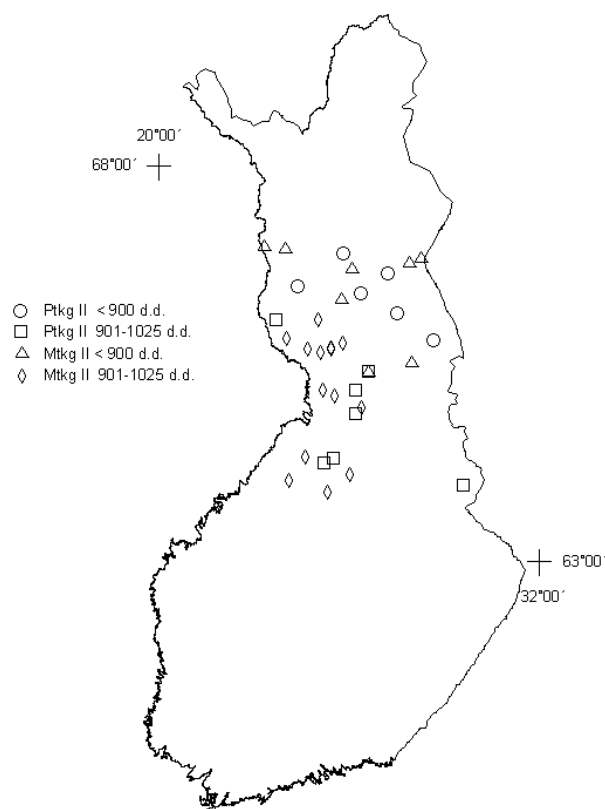 20°00´
68°00´
Ptkg II < 900 d.d.
Ptkg II 901-1025 d.d.
Mtkg II < 900 d.d.
Mtkg II 901-1025 d.d.
63°00´
32°00´